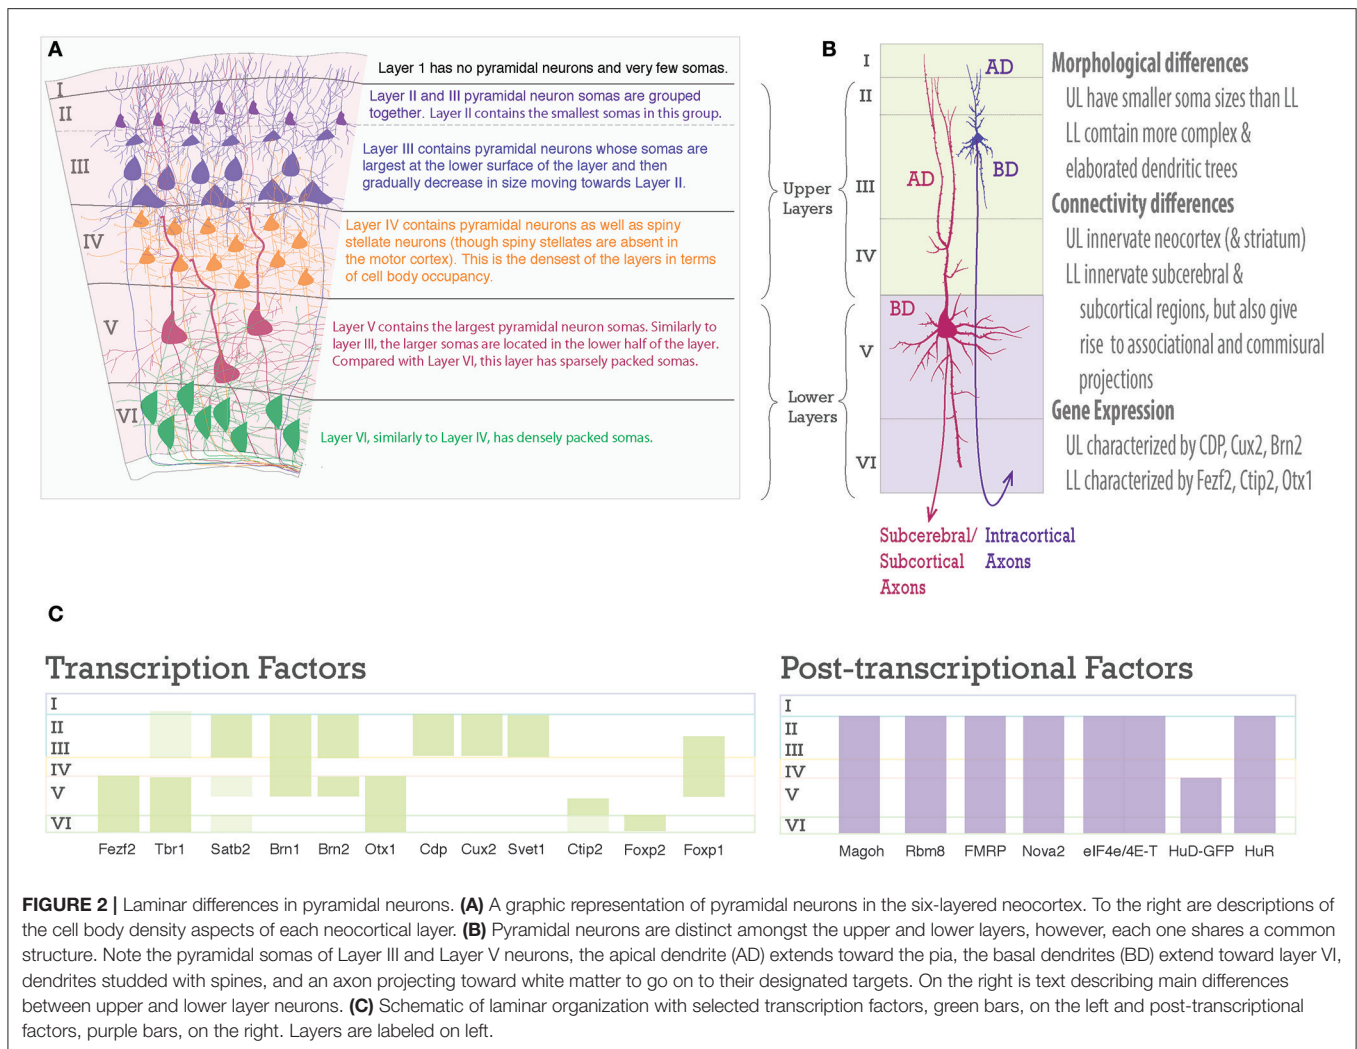 A
Layer 1 has no pyramidal neurons and very few somas.
I
II
III
IV
V
VI
Layer II and III pyramidal neuron somas are grouped
together. Layer II contains the smallest somas in this group.
Layer III contains pyramidal neurons whose somas are
largest at the lower surface of the layer and then
gradually decrease in size moving towards Layer II.
Layer IV contains pyramidal neurons as well as spiny
stellate neurons (though spiny stellates are absent in
the motor cortex). This is the densest of the layers in terms
of cell body occupancy.
Layer V contains the largest pyramidal neuron somas. Similarly to
layer III, the larger somas are located in the lower half of the layer.
Compared with Layer VI, this layer has sparsely packed somas.
Layer VI, similarly to Layer IV, has densely packed somas.
B
Upper
Layers
Lower
Layers
I
II
III
IV
V
VI
AD
BD
AD
BD
Subcerebral/
Subcortical
Axons
Intracortical
Axons
Morphological differences
UL have smaller soma sizes than LL
LL comtain more complex &
elaborated dendritic trees
Connectivity differences
UL innervate neocortex (& striatum)
LL innervate subcerebral &
subcortical regions, but also give
rise to associational and commisural
projections
Gene Expression
UL characterized by CDP, Cux2, Brn2
LL characterized by Fezf2, Ctip2, Otx1
C
Transcription Factors
I
II
III
IV
V
VI
Fezf2 Tbr1 Satb2 Brn1 Brn2 Otx1 Cdp Cux2 Svet1 Ctip2 Foxp2 Foxp1
Post-transcriptional Factors
I
II
III
IV
V
VI
Magoh Rbm8 FMRP Nova2 eIF4e/4E-T HuD-GFP HuR
FIGURE 2 | Laminar differences in pyramidal neurons. (A) A graphic representation of pyramidal neurons in the six-layered neocortex. To the right are descriptions of
the cell body density aspects of each neocortical layer. (B) Pyramidal neurons are distinct amongst the upper and lower layers, however, each one shares a common
structure. Note the pyramidal somas of Layer III and Layer V neurons, the apical dendrite (AD) extends toward the pia, the basal dendrites (BD) extend toward layer VI,
dendrites studded with spines, and an axon projecting toward white matter to go on to their designated targets. On the right is text describing main differences
between upper and lower layer neurons. (C) Schematic of laminar organization with selected transcription factors, green bars, on the left and post-transcriptional
factors, purple bars, on the right. Layers are labeled on left.